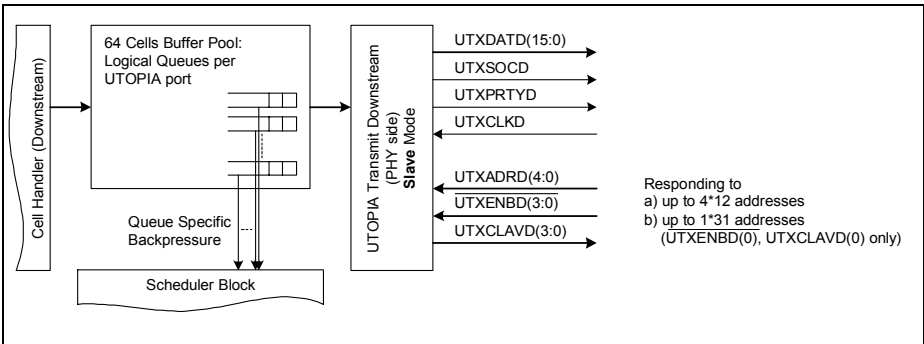 Cell Handler (Downstream)
64 Cells Buffer Pool:
Logical Queues per
UTOPIA port
Queue Specific
Backpressure
Scheduler Block
UTOPIA Transmit Downstream
(PHY side)
Slave Mode
UTXDATD(15:0)
UTXSOCD
UTXPRTYD
UTXCLKD
UTXADRD(4:0)
UTXENBD(3:0)
UTXCLAVD(3:0)
Responding to
a) up to 4*12 addresses
b) up to 1*31 addresses
(UTXENBD(0), UTXCLAVD(0) only)